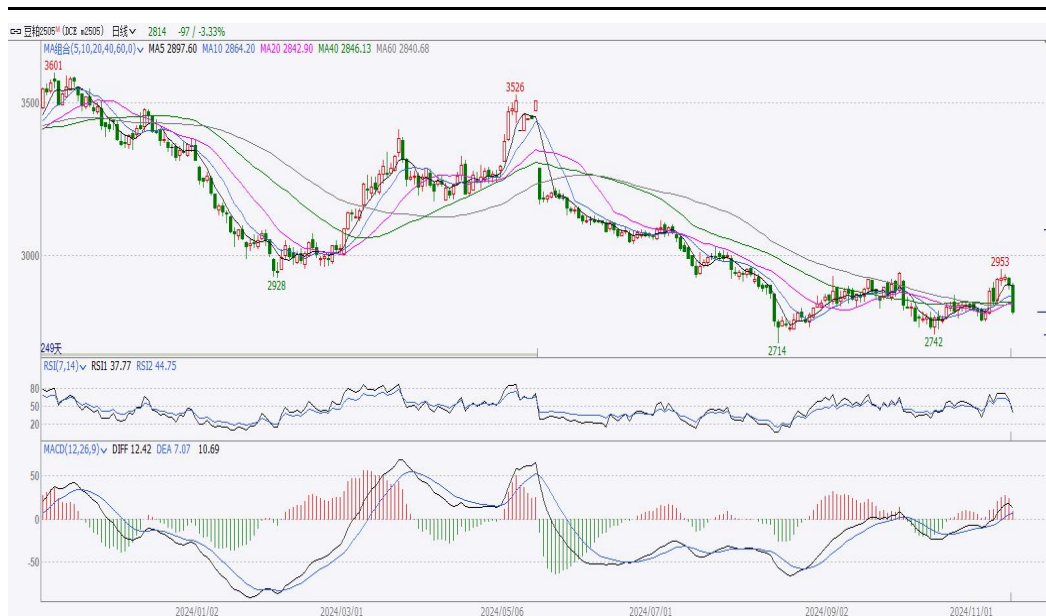 豆粕2505M (DCE m2505) 日线 2814 -97 / -3.33%
MA组合(5,10,20,40,60,0) MA5 2897.60 MA10 2864.20 MA20 2842.90 MA40 2846.13 MA60 2840.68
3601
3526
3500
3000
2953
2928
2714
2742
249天
RSI(7,14) RSI1 37.77 RSI2 44.75
80
50
20
MACD(12,26,9) DIFF 12.42 DEA 7.07 10.69
50
0
-50
2024/01/02 2024/03/01 2024/05/06 2024/07/01 2024/09/02 2024/11/01